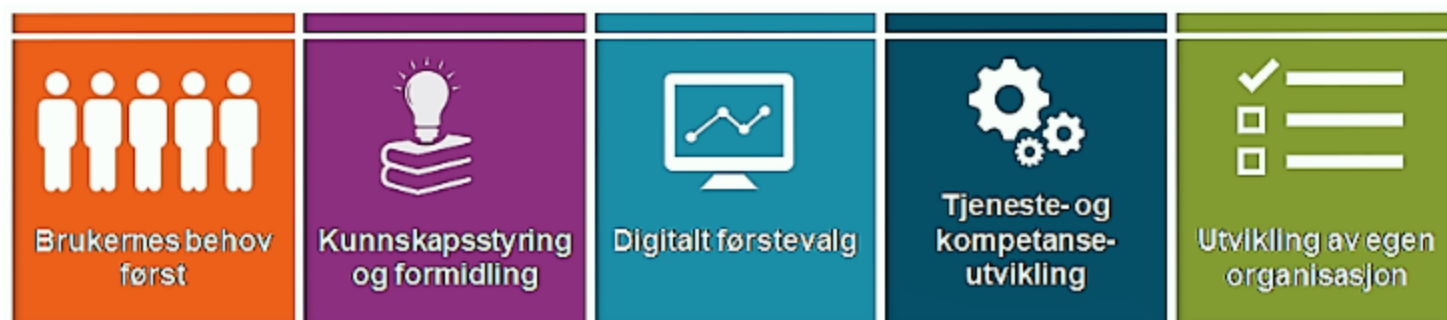 Brukernes behov
først
Kunnskapsstyring
og formidling
Digitalt førstevalg
Tjeneste- og
kompetanse-
utvikling
Utvikling av egen
organisasjon